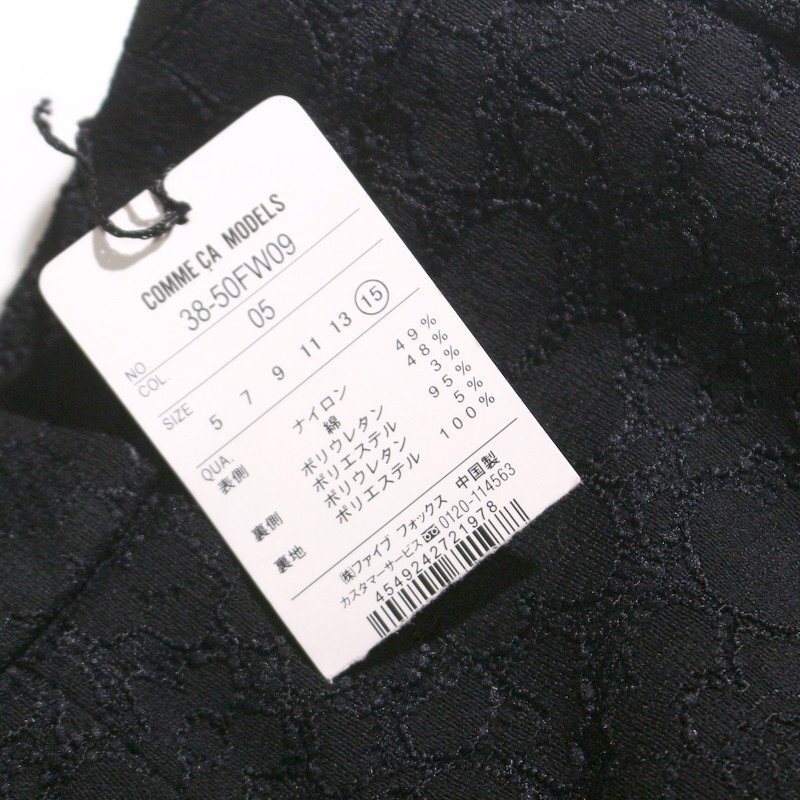 COMME ÇA MODELS
NO 38-50FW09
COL. 05
SIZE 5 7 9 11 13 15
QUA.
表側 ナイロン 49%
綿 48%
ポリウレタン 3%
裏側 ポリエステル 95%
ポリウレタン 5%
裏地 ポリエステル 100%
㈱ファイブ フォックス 中国製
カスタマーサービス 0120-114563
4549242721978